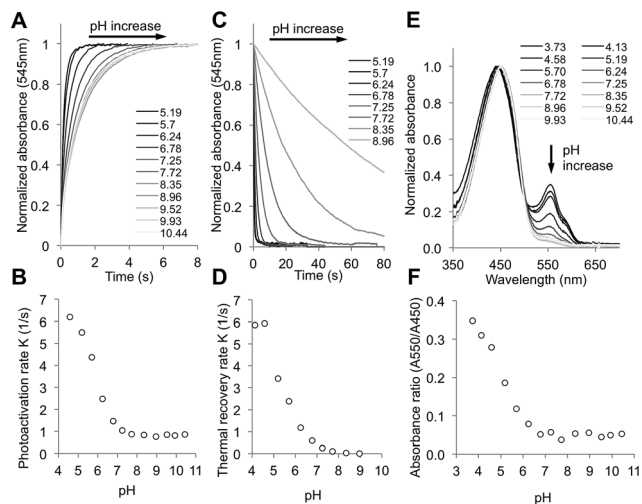 A
pH increase
Normalized absorbance (545nm)
1
0.8
0.6
0.4
0.2
0
5.19
5.7
6.24
6.78
7.25
7.72
8.35
8.96
9.52
9.93
10.44
0 2 4 6 8
Time (s)
C
pH increase
Normalized absorbance (545nm)
1
0.8
0.6
0.4
0.2
0
5.19
5.7
6.24
6.78
7.25
7.72
8.35
8.96
0 20 40 60 80
Time (s)
E
3.73 4.13
4.58 5.19
5.70 6.24
6.78 7.25
7.72 8.35
8.96 9.52
9.93 10.44
pH
increase
Normalized absorbance
1.0
0.8
0.6
0.4
0.2
0.0
350 450 550 650
Wavelength (nm)
B
Photoactivation rate K (1/s)
7
6
5
4
3
2
1
0
4 5 6 7 8 9 10 11
pH
D
Thermal recovery rate K (1/s)
7
6
5
4
3
2
1
0
4 5 6 7 8 9 10
pH
F
Absorbance ratio (A550/A450)
0.4
0.3
0.2
0.1
0.0
3 4 5 6 7 8 9 10 11
pH